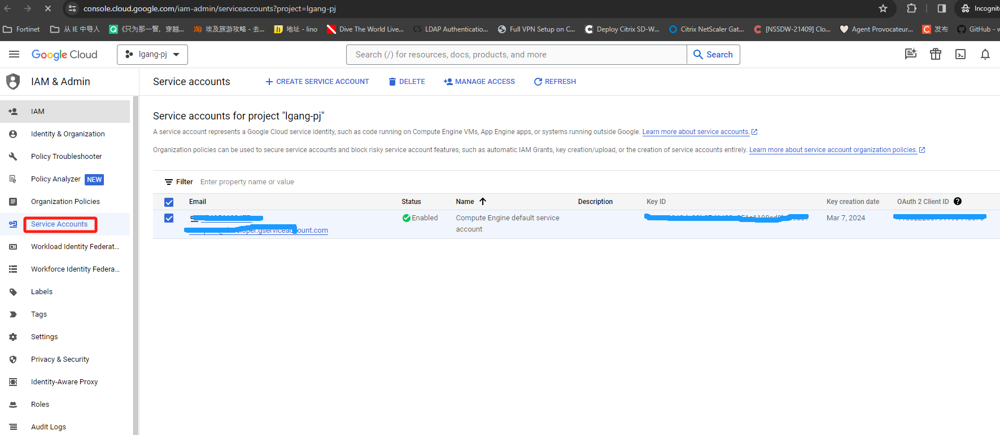 console.cloud.google.com/iam-admin/serviceaccounts?project=lgang-pj
Incognito
Fortinet
从 IE 中导入
《只为那一瞥，穿越...
埃及旅游攻略 - 去...
地址 - lino
Dive The World Live...
CS LDAP Authenticatio...
Full VPN Setup on C...
Deploy Citrix SD-W...
Citrix NetScaler Gat...
[NSSDW-21409] Clo...
Agent Provocateur...
发布
GitHub - w
Google Cloud
lgang-pj
Search (/) for resources, docs, products, and more
Search
IAM & Admin
Service accounts
CREATE SERVICE ACCOUNT
DELETE
MANAGE ACCESS
REFRESH
IAM
Identity & Organization
Policy Troubleshooter
Policy Analyzer NEW
Organization Policies
Service Accounts
Workload Identity Federat...
Workforce Identity Federa...
Labels
Tags
Settings
Privacy & Security
Identity-Aware Proxy
Roles
Audit Logs
Service accounts for project "lgang-pj"
A service account represents a Google Cloud service identity, such as code running on Compute Engine VMs, App Engine apps, or systems running outside Google. Learn more about service accounts.
Organization policies can be used to secure service accounts and block risky service account features, such as automatic IAM Grants, key creation/upload, or the creation of service accounts entirely. Learn more about service account organization policies.
Filter Enter property name or value
Email Status Name Description Key ID Key creation date OAuth 2 Client ID
Enabled Compute Engine default service Mar 7, 2024
account